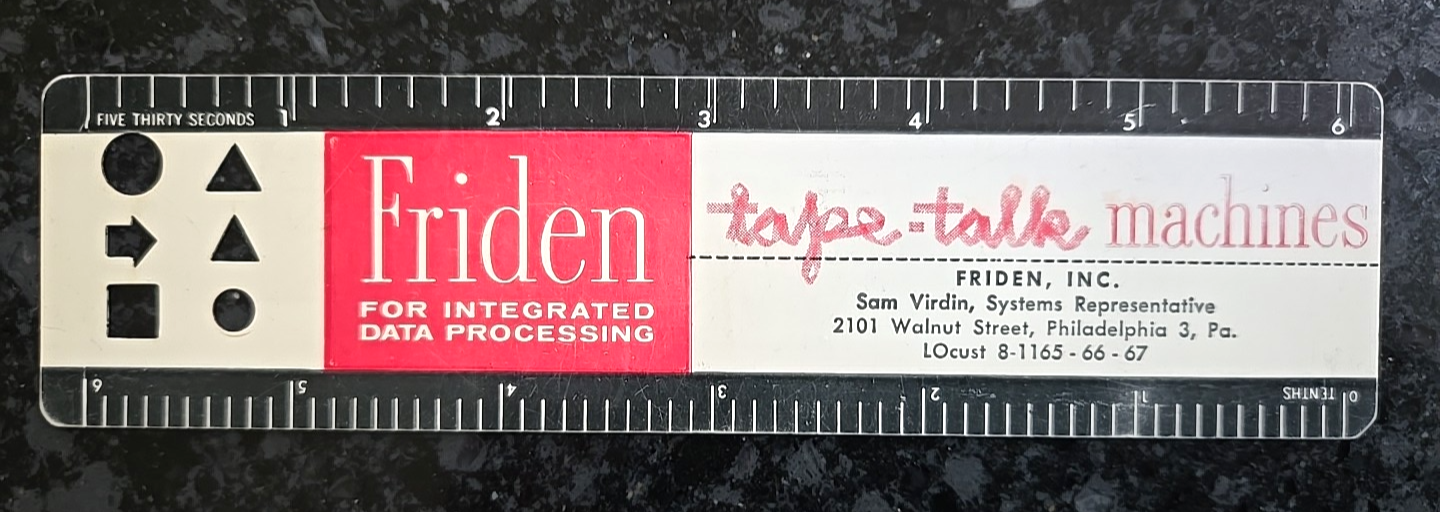 FIVE THIRTY SECONDS 1 2 3 4 5 6
Friden
FOR INTEGRATED
DATA PROCESSING
tape-talk machines
FRIDEN, INC.
Sam Virdin, Systems Representative
2101 Walnut Street, Philadelphia 3, Pa.
LOcust 8-1165 - 66 - 67
6 5 4 3 2 1 TENTHS 0